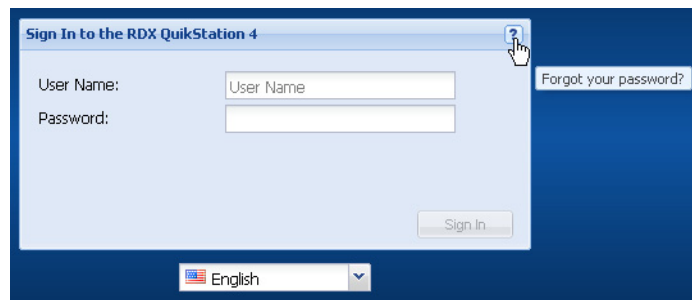 Sign In to the RDX QuikStation 4
?
User Name:
User Name
Forgot your password?
Password:
Sign In
English